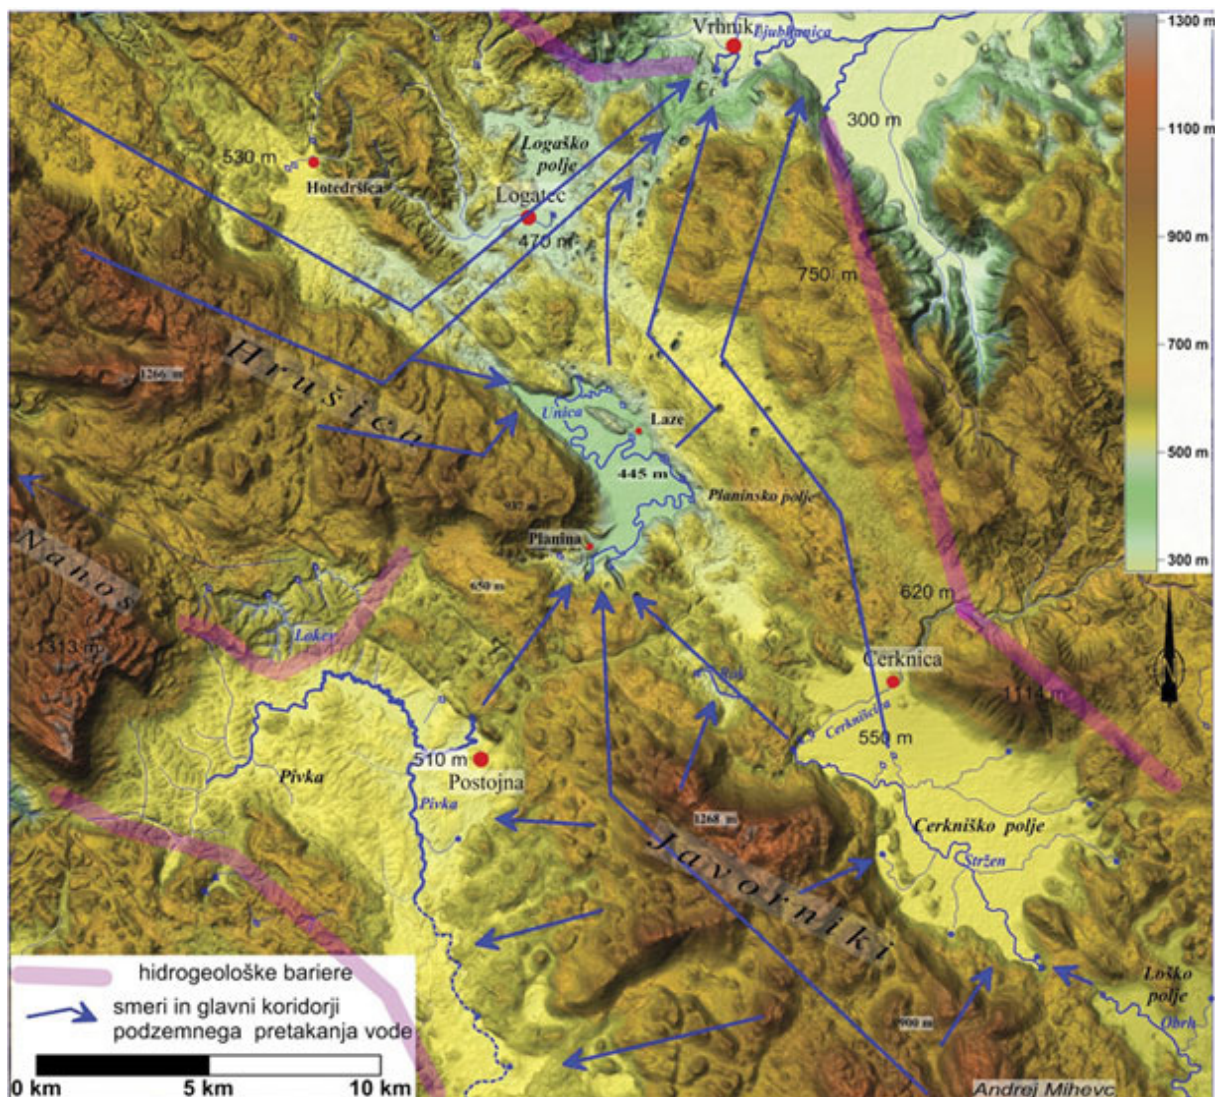 Vrhnik
Ljubljanica
1300 m
1100 m
900 m
700 m
500 m
300 m
300 m
530 m
Hotedršica
Logaško
polje
Logatec
470 m
750 m
Hrušica
1266 m
Unica
Laze
445 m
Planinsko polje
937 m
Planina
650 m
620 m
Nanos
1313 m
Lokev
Rak
Cerknica
1114 m
Cerkniščica
550 m
510 m
Postojna
Pivka
Pivka
1268 m
Javorniki
Cerkniško polje
Stržen
Loško
polje
Obrh
900 m
hidrogeološke bariere
smeri in glavni koridorji
podzemnega pretakanja vode
0 km
5 km
10 km
Andrej Mihevc